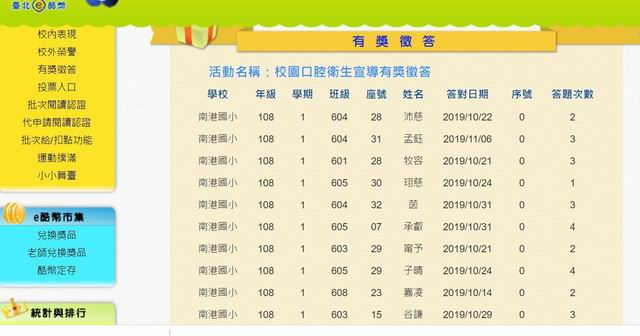 臺北e酷幣
校內表現
校外榮譽
有獎徵答
投票入口
批次閱讀認證
代申請閱讀認證
批次給/扣點功能
運動撲滿
小小舞臺
e酷幣市集
兌換獎品
老師兌換獎品
酷幣定存
統計與排行
有 獎 徵 答
活動名稱：校園口腔衛生宣導有獎徵答
學校 年級 學期 班級 座號 姓名 答對日期 序號 答題次數
南港國小 108 1 604 28 沛慈 2019/10/22 0 2
南港國小 108 1 604 31 孟鈺 2019/11/06 0 3
南港國小 108 1 601 28 牧容 2019/10/21 0 3
南港國小 108 1 605 30 珝慈 2019/10/24 0 1
南港國小 108 1 604 32 茵 2019/10/31 0 3
南港國小 108 1 605 07 承叡 2019/10/31 0 4
南港國小 108 1 603 29 甯予 2019/10/21 0 2
南港國小 108 1 605 29 子晴 2019/10/24 0 4
南港國小 108 1 608 23 嘉凌 2019/10/14 0 2
南港國小 108 1 603 15 谷謙 2019/10/29 0 3